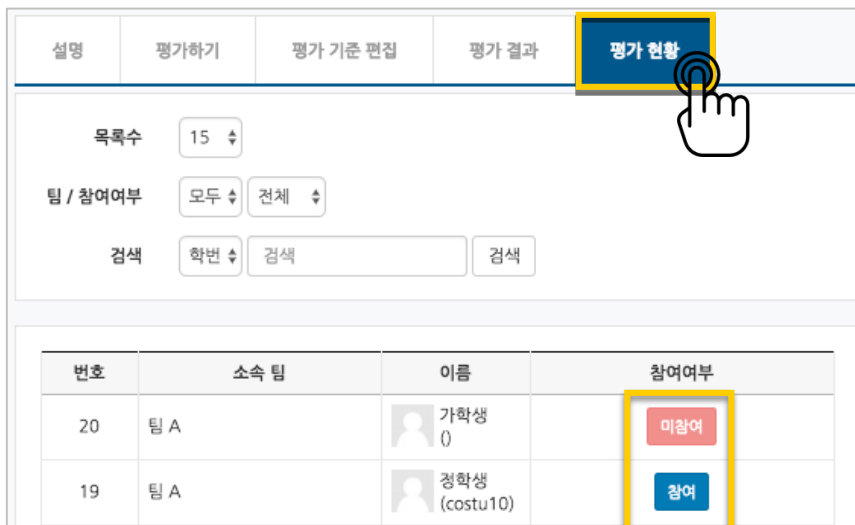 설명 평가하기 평가 기준 편집 평가 결과 평가 현황
목록수 15
팀 / 참여여부 모두 전체
검색 학번 검색 검색
번호 소속 팀 이름 참여여부
20 팀 A 가학생 미참여
()
19 팀 A 정학생 참여
(costu10)